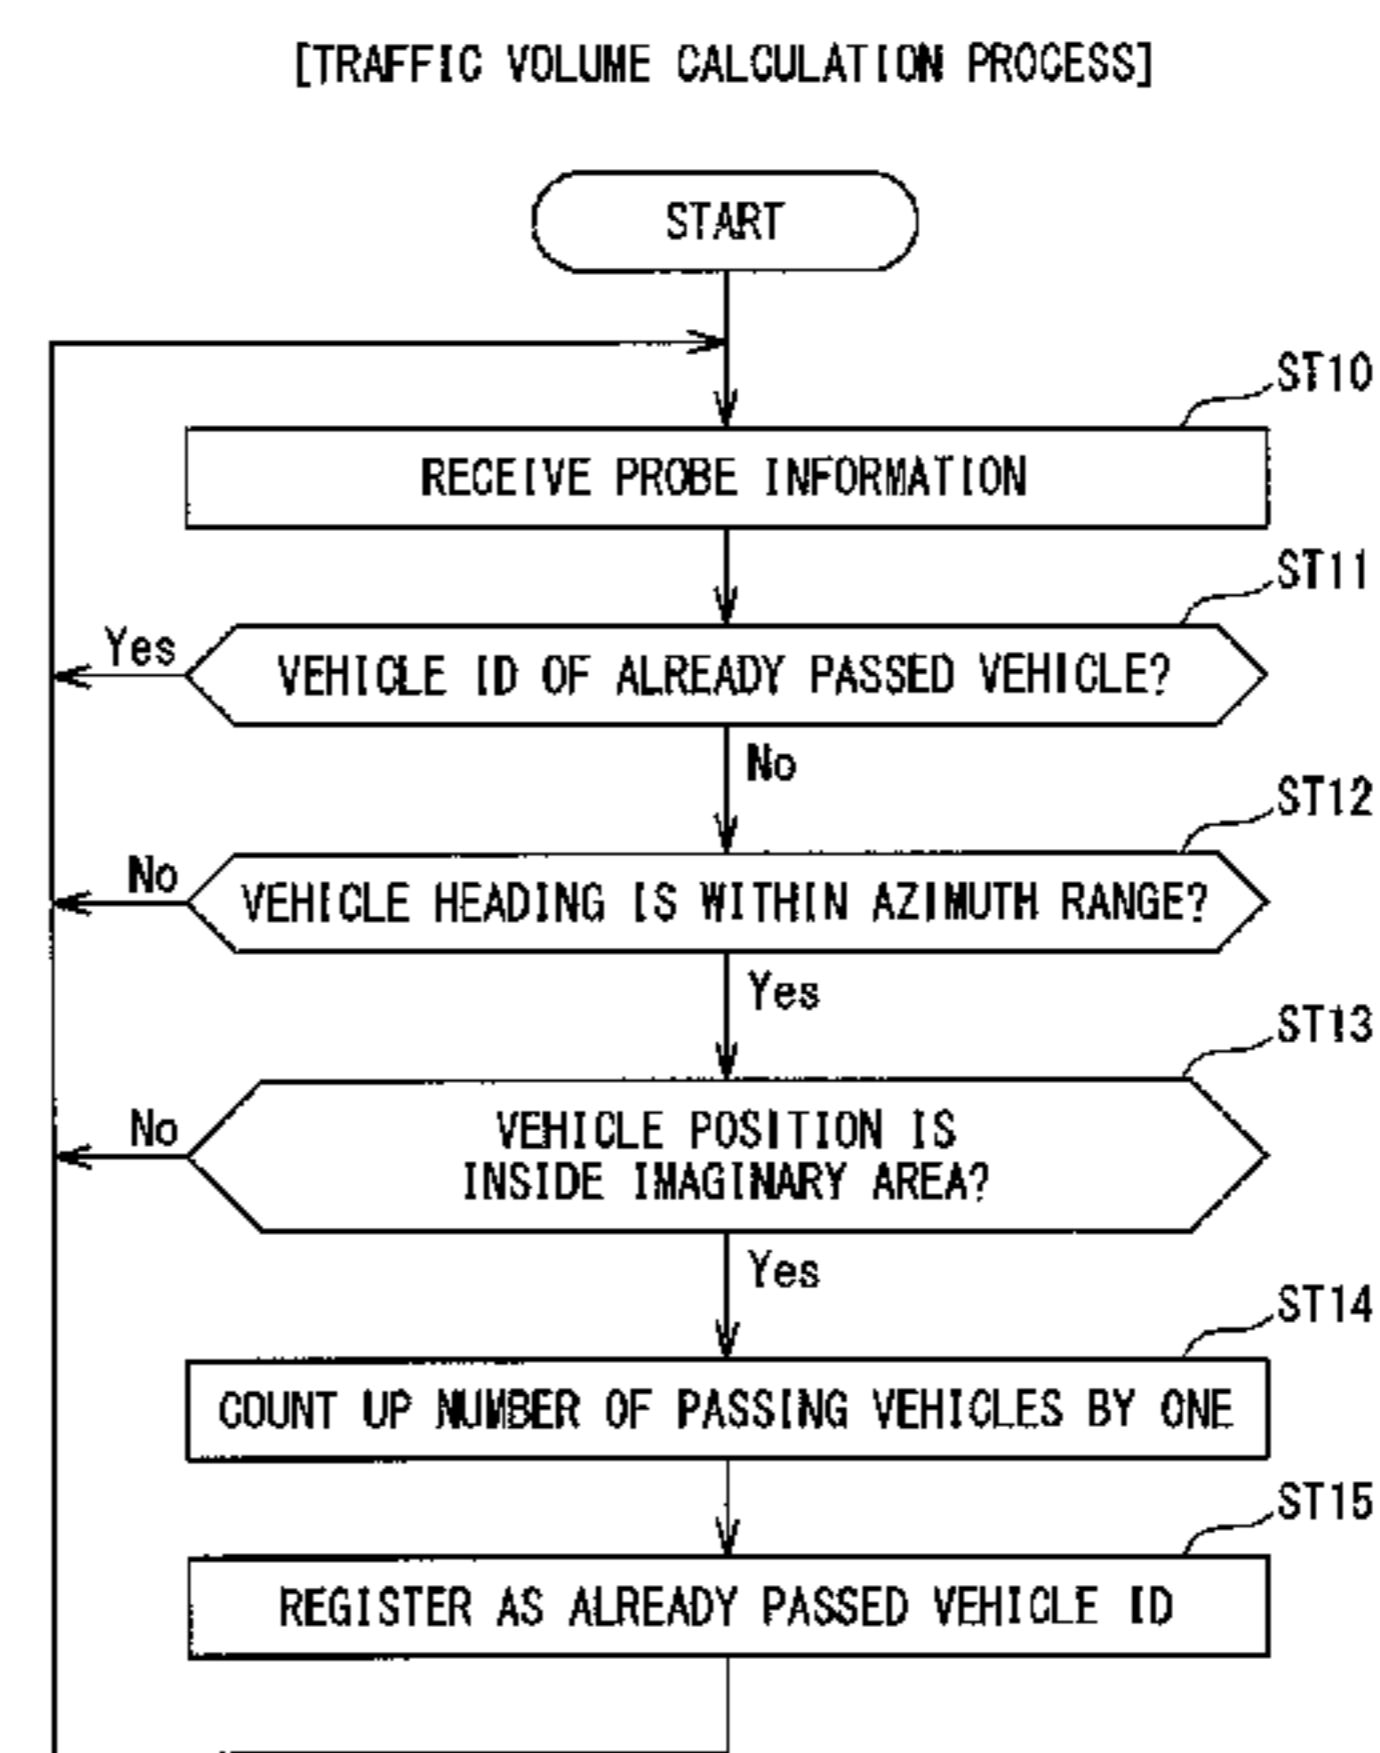 [TRAFFIC VOLUME CALCULATION PROCESS]
START
ST10
RECEIVE PROBE INFORMATION
ST11
Yes
VEHICLE ID OF ALREADY PASSED VEHICLE?
No
ST12
No
VEHICLE HEADING IS WITHIN AZIMUTH RANGE?
Yes
ST13
No
VEHICLE POSITION IS
INSIDE IMAGINARY AREA?
Yes
ST14
COUNT UP NUMBER OF PASSING VEHICLES BY ONE
ST15
REGISTER AS ALREADY PASSED VEHICLE ID